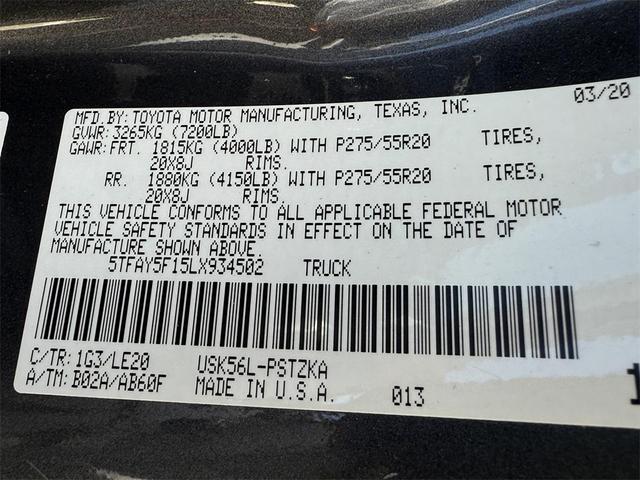 MFD.BY: TOYOTA MOTOR MANUFACTURING, TEXAS, INC. 03/20
GVWR: 3265KG (7200LB)
GAWR: FRT. 1815KG (4000LB) WITH P275/55R20 TIRES,
20X8J RIMS.
RR. 1880KG (4150LB) WITH P275/55R20 TIRES,
20X8J RIMS.
THIS VEHICLE CONFORMS TO ALL APPLICABLE FEDERAL MOTOR
VEHICLE SAFETY STANDARDS IN EFFECT ON THE DATE OF
MANUFACTURE SHOWN ABOVE.
5TFAY5F15LX934502 TRUCK
C/TR: 1G3/LE20 USK56L-PSTZKA
A/TM: B02A/AB60F MADE IN U.S.A. 013